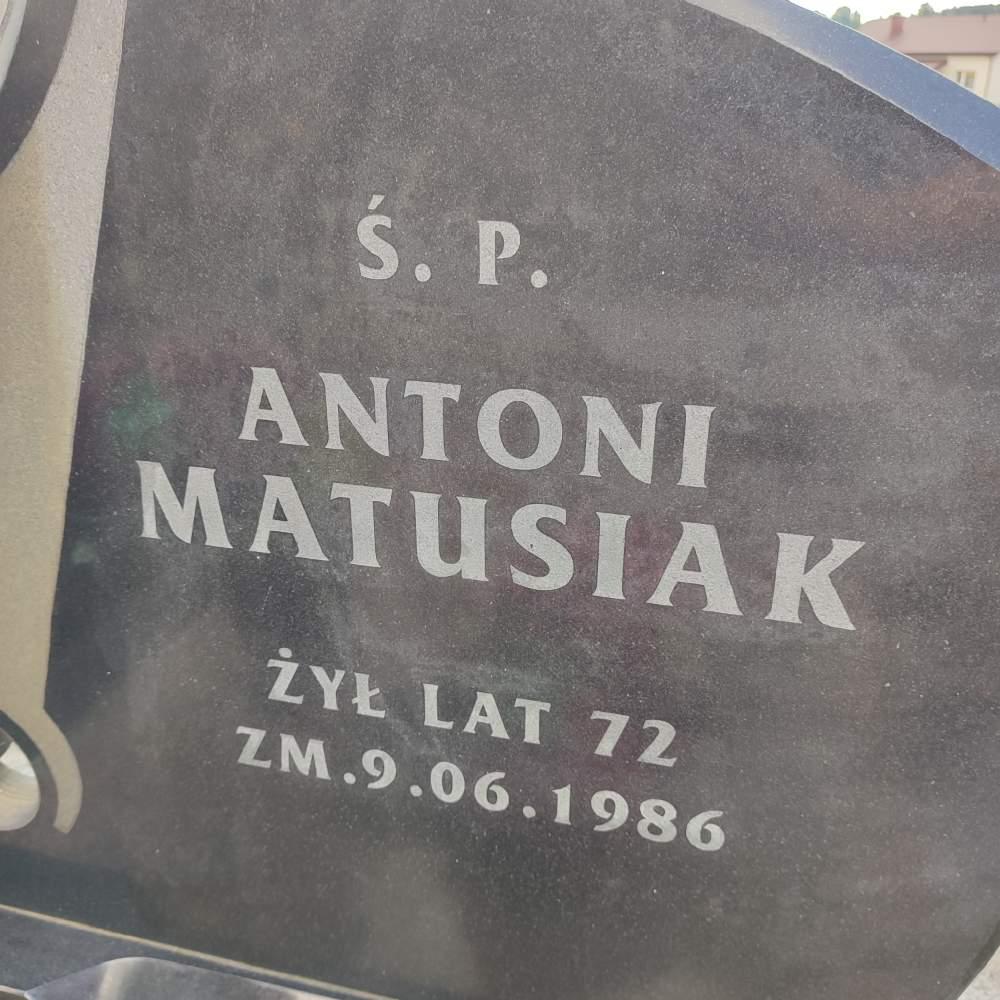 Ś. P.
ANTONI
MATUSIAK
ŻYŁ LAT 72
ZM.9.06.1986